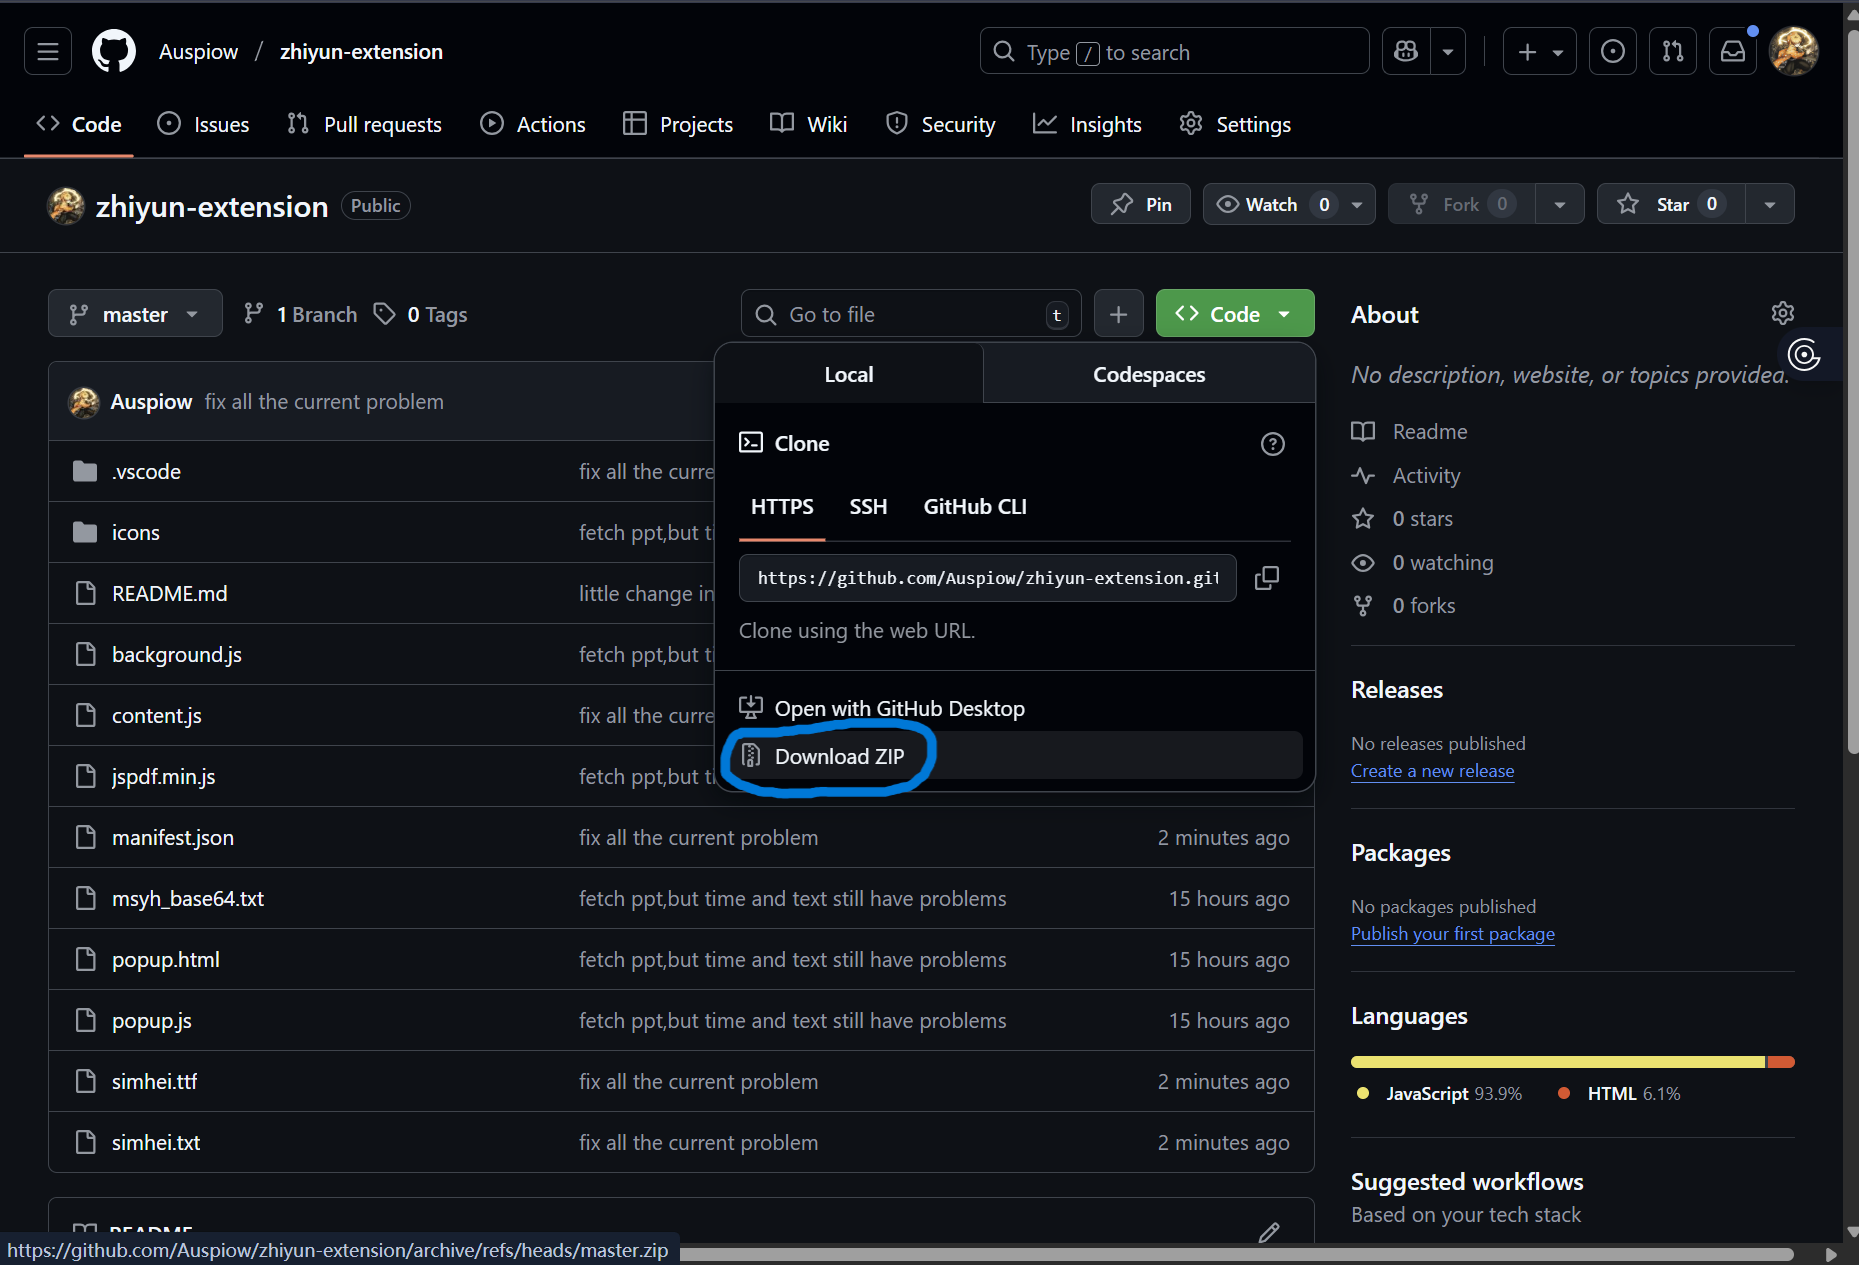 Auspiow / zhiyun-extension
Type / to search
Code Issues Pull requests Actions Projects Wiki Security Insights Settings
zhiyun-extension Public
Pin Watch 0 Fork 0 Star 0
master 1 Branch 0 Tags
Go to file t
Code
Local Codespaces
Clone
HTTPS SSH GitHub CLI
https://github.com/Auspiow/zhiyun-extension.git
Clone using the web URL.
Open with GitHub Desktop
Download ZIP
Auspiow fix all the current problem
.vscode fix all the curre
icons fetch ppt,but ti
README.md little change in
background.js fetch ppt,but ti
content.js fix all the curre
jspdf.min.js fetch ppt,but t
manifest.json fix all the current problem 2 minutes ago
msyh_base64.txt fetch ppt,but time and text still have problems 15 hours ago
popup.html fetch ppt,but time and text still have problems 15 hours ago
popup.js fetch ppt,but time and text still have problems 15 hours ago
simhei.ttf fix all the current problem 2 minutes ago
simhei.txt fix all the current problem 2 minutes ago
README
https://github.com/Auspiow/zhiyun-extension/archive/refs/heads/master.zip
About
No description, website, or topics provided.
Readme
Activity
0 stars
0 watching
0 forks
Releases
No releases published
Create a new release
Packages
No packages published
Publish your first package
Languages
JavaScript 93.9% HTML 6.1%
Suggested workflows
Based on your tech stack